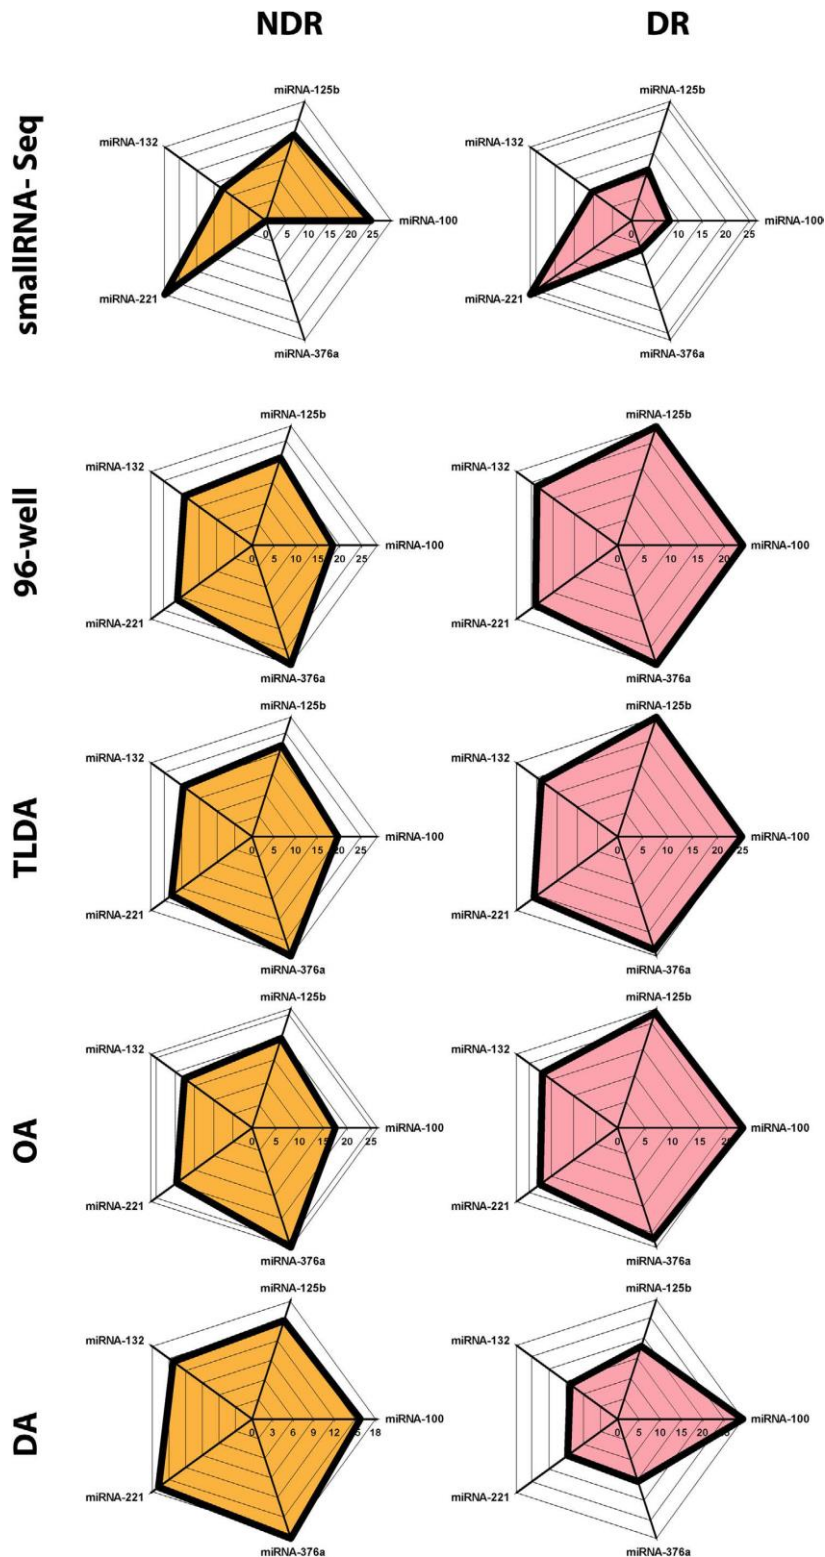 NDR DR
smallIRNA- Seq
miRNA-125b miRNA-125b
miRNA-132 miRNA-132
miRNA-100 miRNA-100
0 5 10 15 20 25 0 10 15 20 25
miRNA-221 miRNA-221
miRNA-376a miRNA-376a
96-well
miRNA-125b miRNA-125b
miRNA-132 miRNA-132
miRNA-100 miRNA-100
0 5 10 15 20 25 0 5 10 15 20
miRNA-221 miRNA-221
miRNA-376a miRNA-376a
TLDA
miRNA-125b miRNA-125b
miRNA-132 miRNA-132
miRNA-100 miRNA-100
0 5 10 15 20 25 0 5 10 15 20 25
miRNA-221 miRNA-221
miRNA-376a miRNA-376a
OA
miRNA-125b miRNA-125b
miRNA-132 miRNA-132
miRNA-100 miRNA-100
0 5 10 15 20 25 0 5 10 15
miRNA-221 miRNA-221
miRNA-376a miRNA-376a
DA
miRNA-125b miRNA-125b
miRNA-132 miRNA-132
miRNA-100 miRNA-100
0 3 6 9 12 18 0 5 10 15 20
miRNA-221 miRNA-221
miRNA-376a miRNA-376a